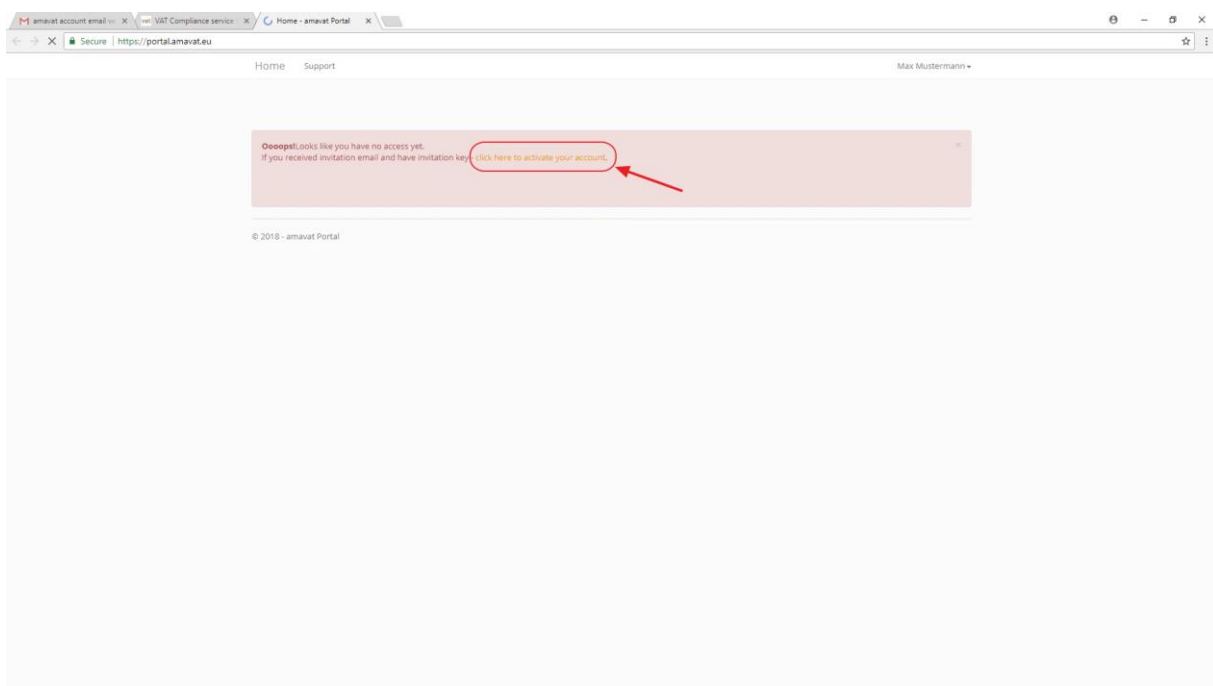 amavat account email ve
vat VAT Compliance service
Home - amavat Portal
Secure | https://portal.amavat.eu
Home Support Max Mustermann
Oooops!Looks like you have no access yet.
If you received invitation email and have invitation key - click here to activate your account.
© 2018 - amavat Portal